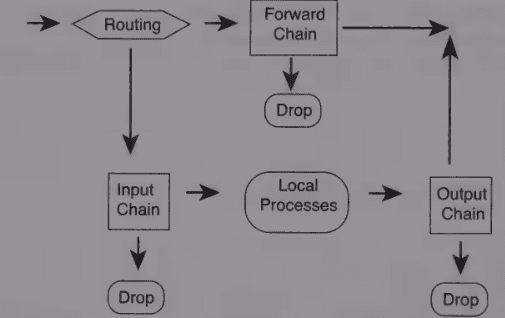 Routing
Forward
Chain
Drop
Input
Chain
Local
Processes
Output
Chain
Drop
Drop